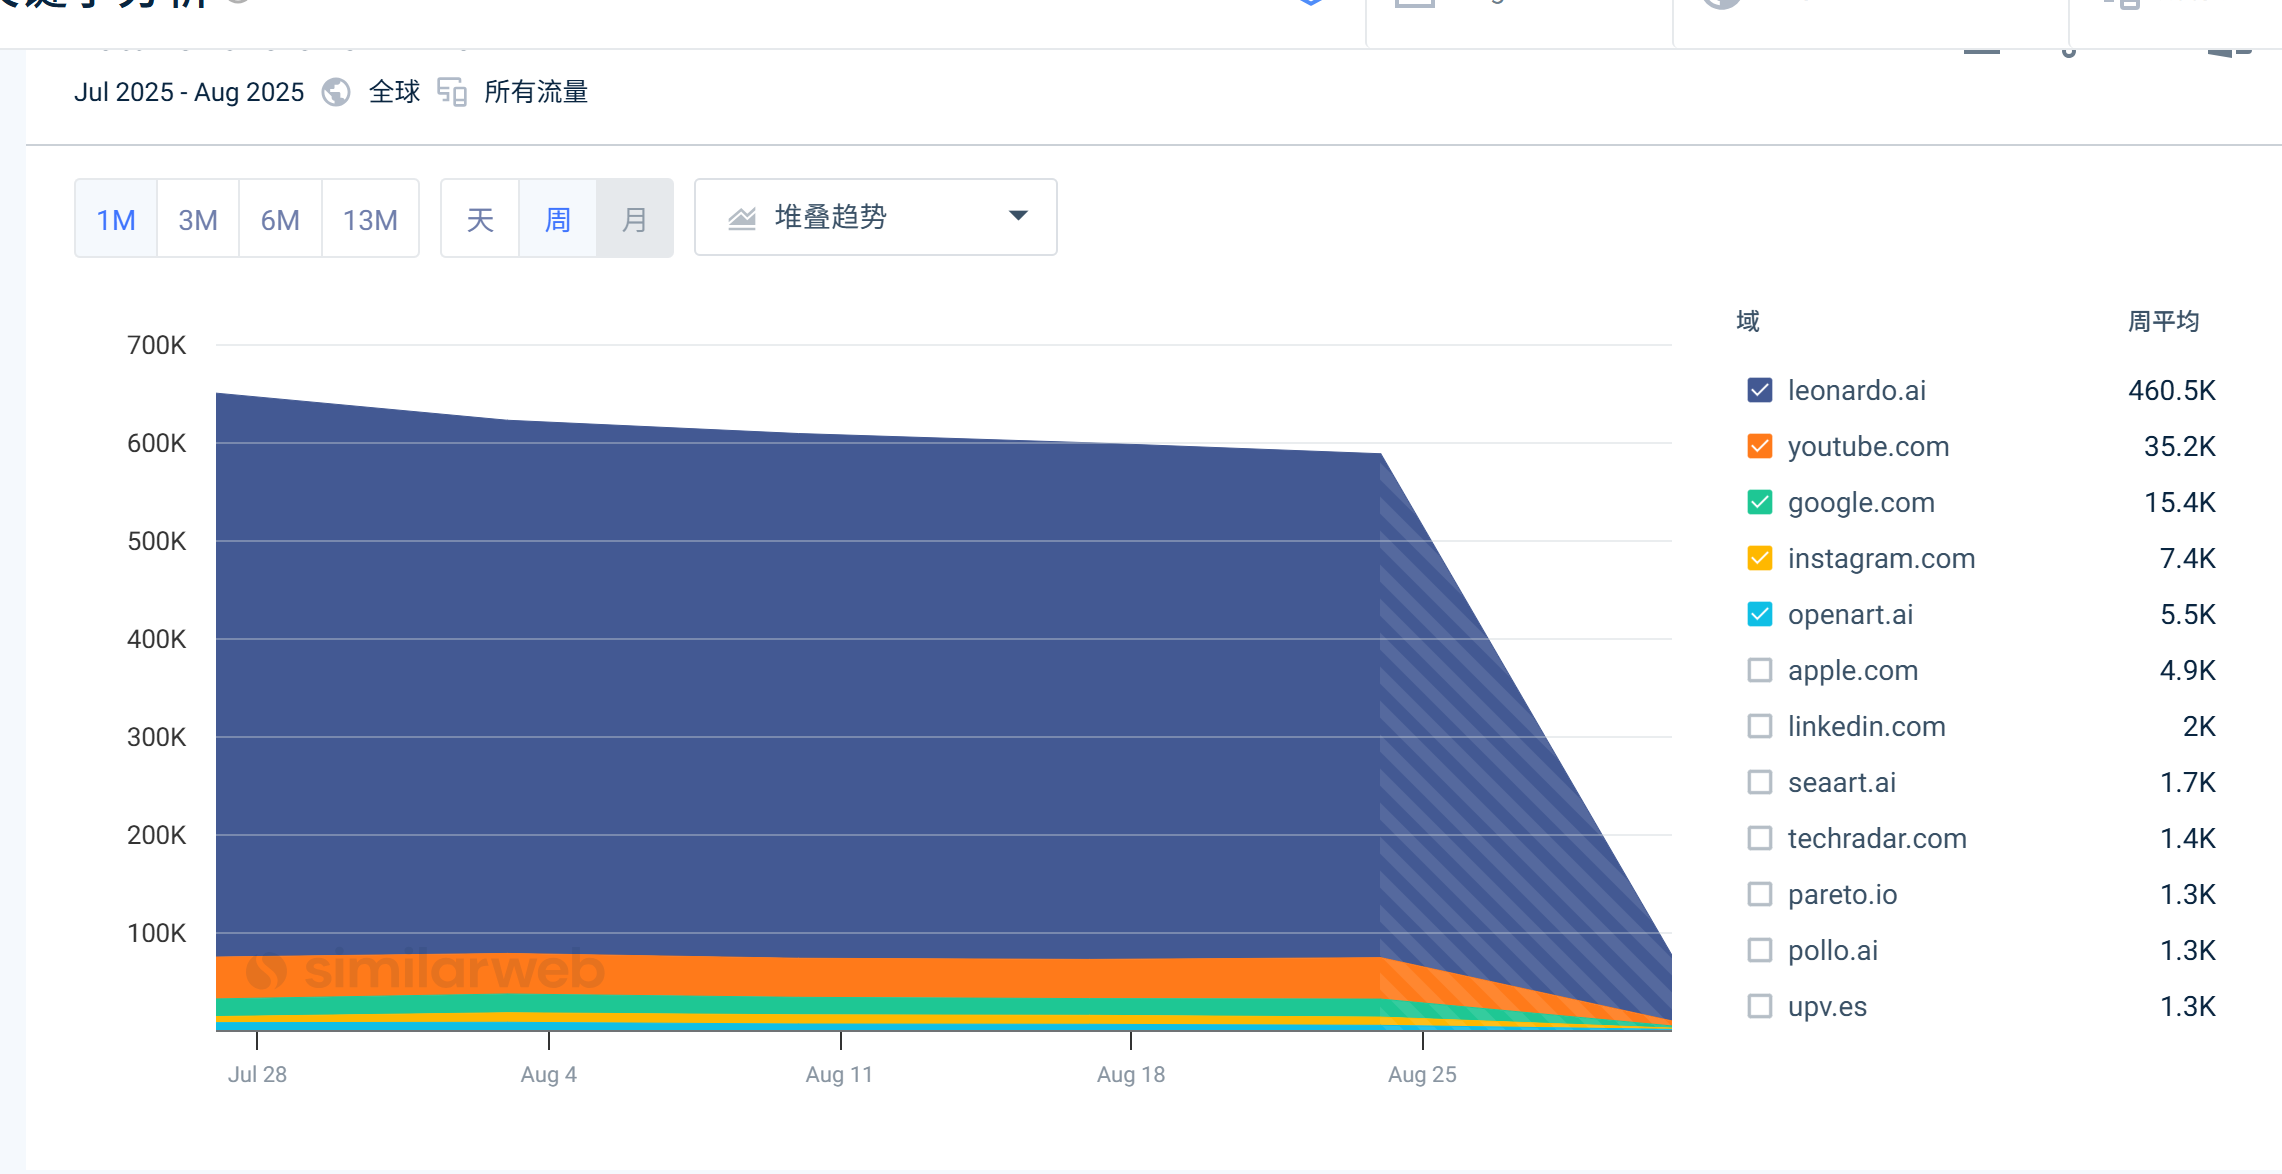 Jul 2025 - Aug 2025 全球 所有流量
1M 3M 6M 13M 天 周 月 堆叠趋势
域 周平均
700K
600K
500K
400K
300K
200K
100K
similarweb
Jul 28 Aug 4 Aug 11 Aug 18 Aug 25
leonardo.ai 460.5K
youtube.com 35.2K
google.com 15.4K
instagram.com 7.4K
openart.ai 5.5K
apple.com 4.9K
linkedin.com 2K
seaart.ai 1.7K
techradar.com 1.4K
pareto.io 1.3K
pollo.ai 1.3K
upv.es 1.3K